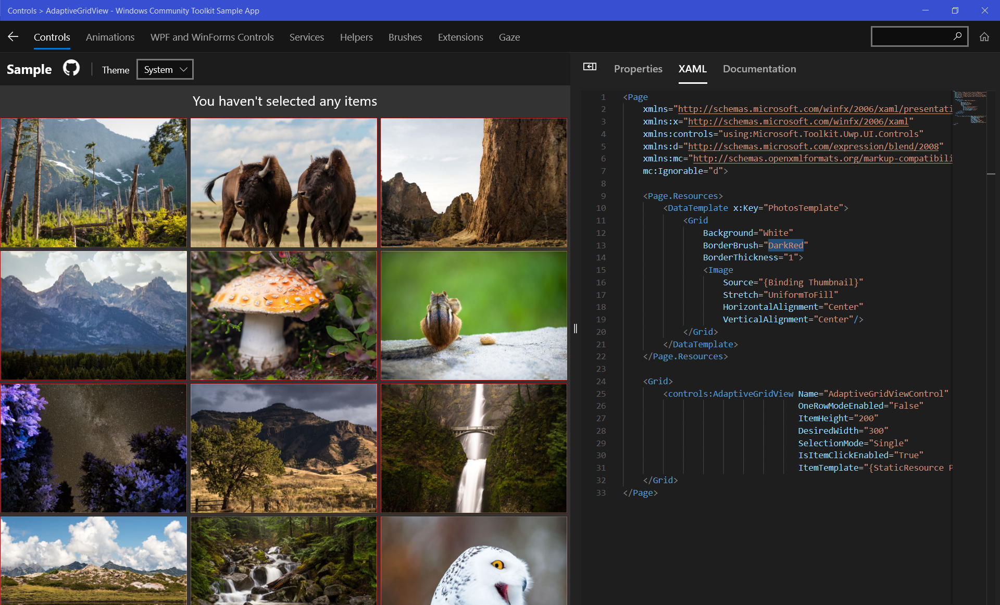 Controls > AdaptiveGridView - Windows Community Toolkit Sample App
Controls Animations WPF and WinForms Controls Services Helpers Brushes Extensions Gaze
Sample Theme System
You haven't selected any items
Properties XAML Documentation
1 <Page
2 xmlns="http://schemas.microsoft.com/winfx/2006/xaml/presentati
3 xmlns:x="http://schemas.microsoft.com/winfx/2006/xaml"
4 xmlns:controls="using:Microsoft.Toolkit.Uwp.UI.Controls"
5 xmlns:d="http://schemas.microsoft.com/expression/blend/2008"
6 xmlns:mc="http://schemas.openxmlformats.org/markup-compatibili
7 mc:Ignorable="d">
8
9 <Page.Resources>
10 <DataTemplate x:Key="PhotosTemplate">
11 <Grid
12 Background="White"
13 BorderBrush="DarkRed"
14 BorderThickness="1">
15 <Image
16 Source="{Binding Thumbnail}"
17 Stretch="UniformToFill"
18 HorizontalAlignment="Center"
19 VerticalAlignment="Center"/>
20 </Grid>
21 </DataTemplate>
22 </Page.Resources>
23
24 <Grid>
25 <controls:AdaptiveGridView Name="AdaptiveGridViewControl"
26 OneRowModeEnabled="False"
27 ItemHeight="200"
28 DesiredWidth="300"
29 SelectionMode="Single"
30 IsItemClickEnabled="True"
31 ItemTemplate="{StaticResource P
32 </Grid>
33 </Page>